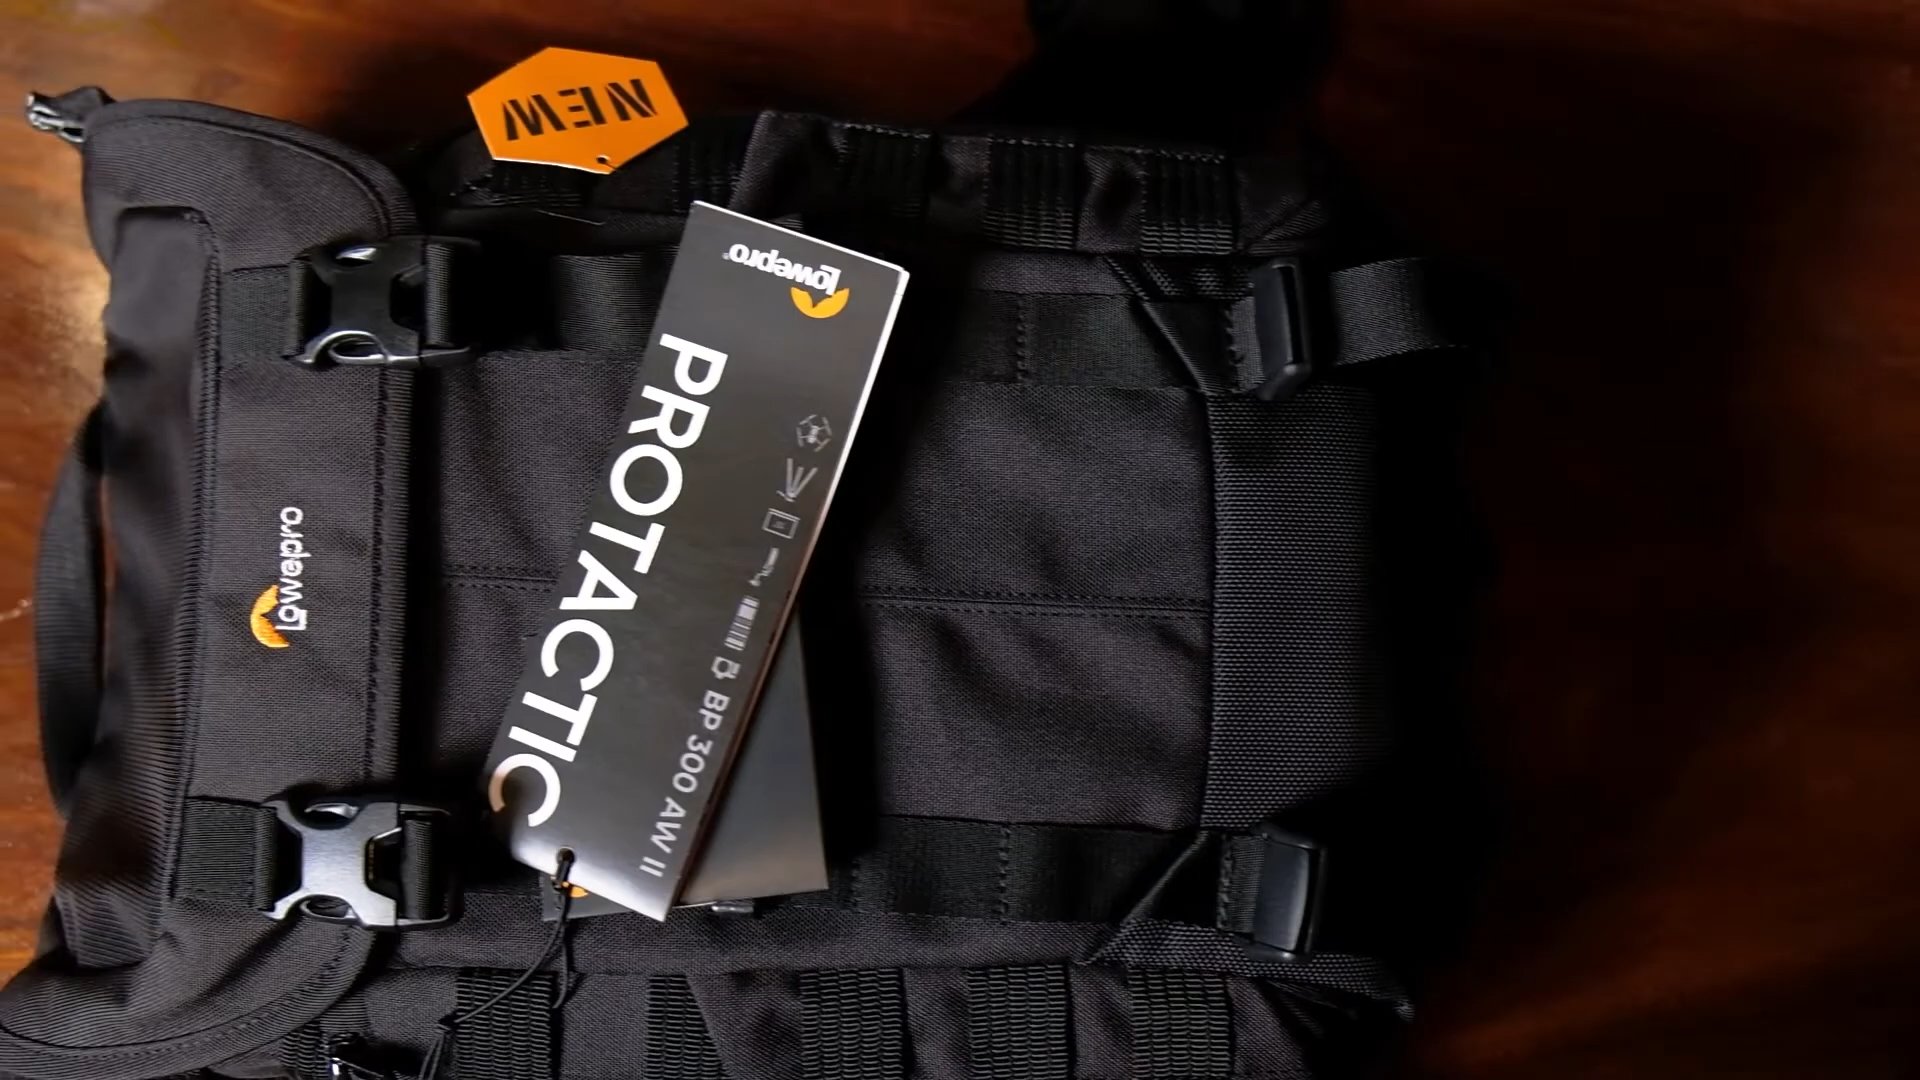 NEW
lowepro
PROTACTIC
BP 300 AW II
lowepro